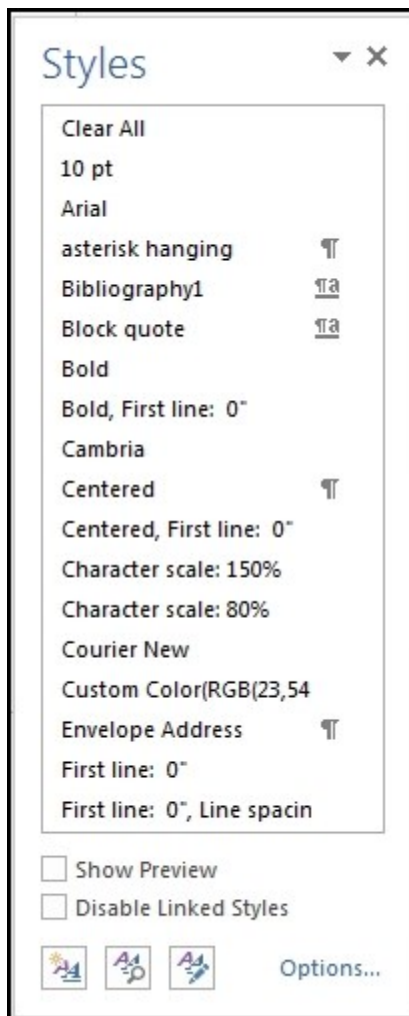 Styles
Clear All
10 pt
Arial
asterisk hanging ¶
Bibliography1 ¶a
Block quote ¶a
Bold
Bold, First line:  0"
Cambria
Centered ¶
Centered, First line:  0"
Character scale: 150%
Character scale: 80%
Courier New
Custom Color(RGB(23,54
Envelope Address ¶
First line:  0"
First line:  0", Line spacin
Show Preview
Disable Linked Styles
Options...